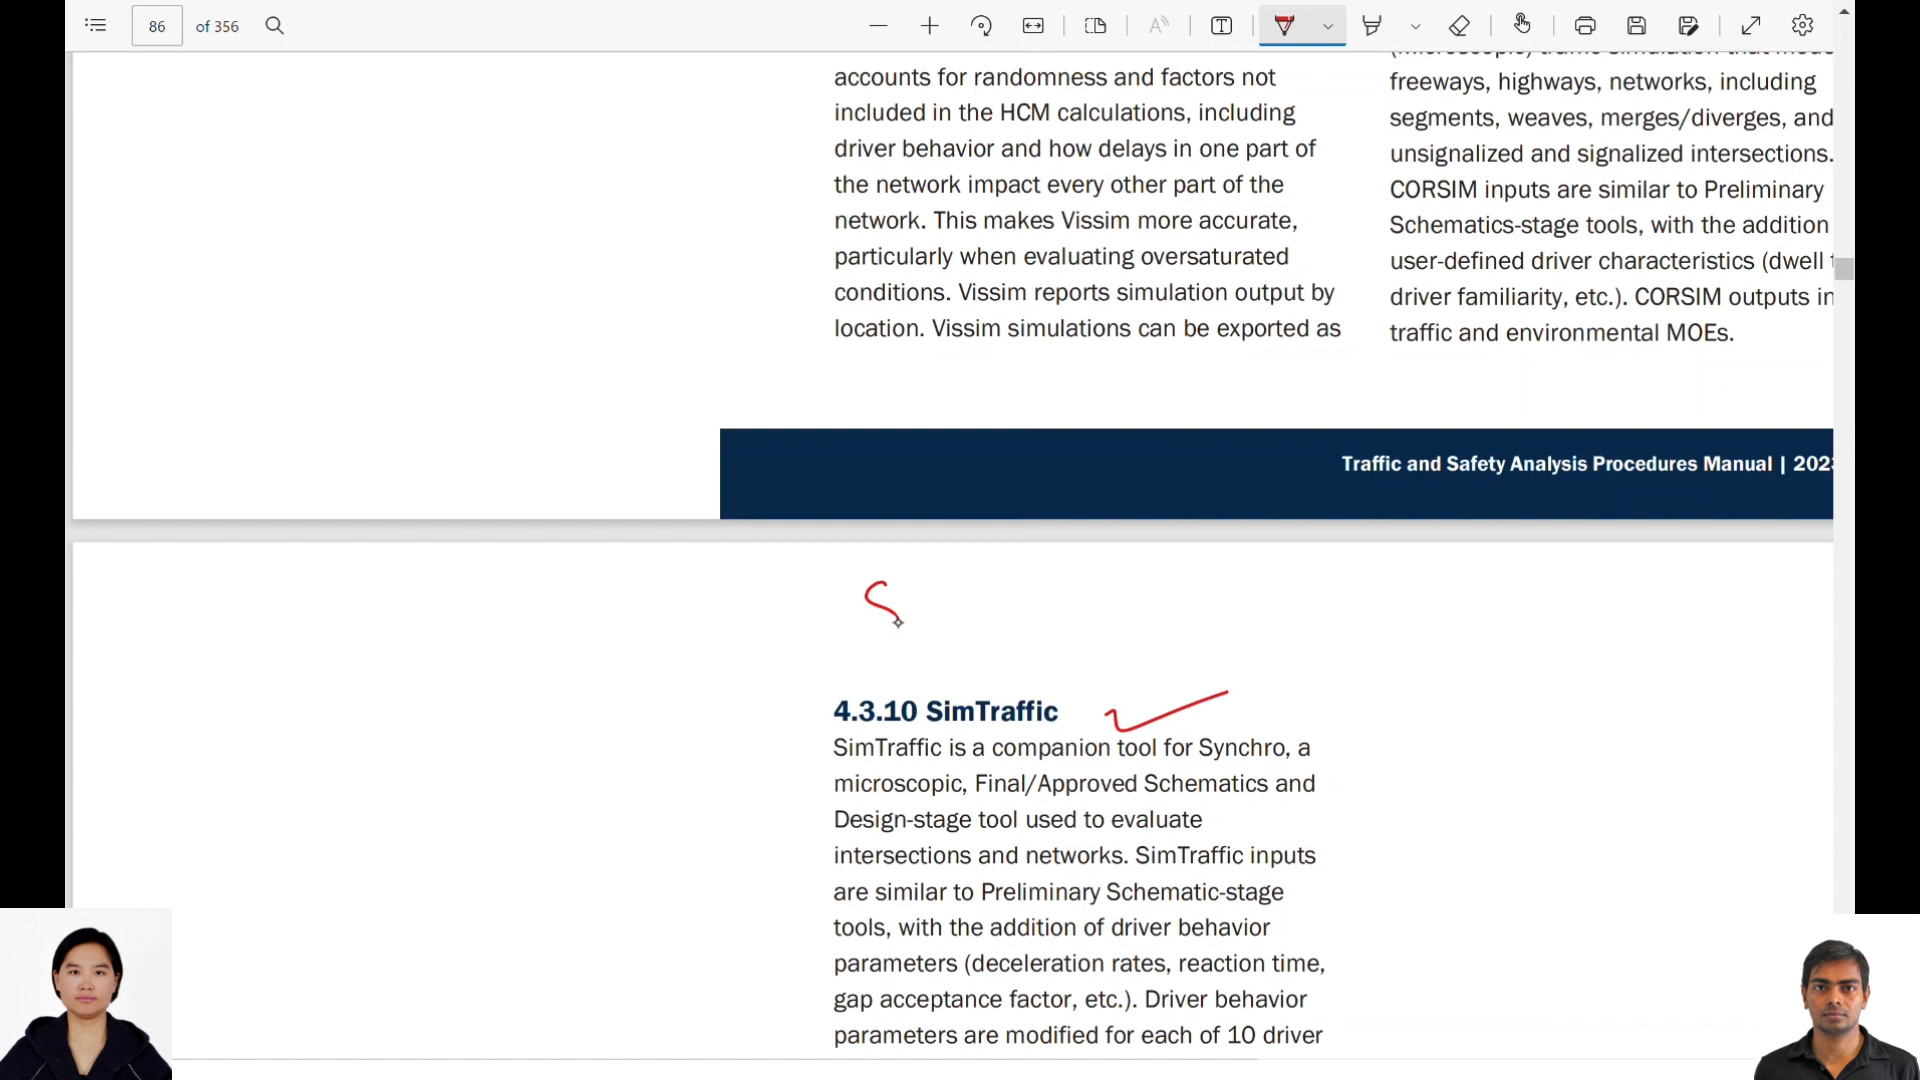 86
of 356
accounts for randomness and factors not
included in the HCM calculations, including
driver behavior and how delays in one part of
the network impact every other part of the
network. This makes Vissim more accurate,
particularly when evaluating oversaturated
conditions. Vissim reports simulation output by
location. Vissim simulations can be exported as
freeways, highways, networks, including
segments, weaves, merges/diverges, and
unsignalized and signalized intersections.
CORSIM inputs are similar to Preliminary
Schematics-stage tools, with the addition
user-defined driver characteristics (dwell t
driver familiarity, etc.). CORSIM outputs in
traffic and environmental MOEs.
Traffic and Safety Analysis Procedures Manual | 202
S
4.3.10 SimTraffic
SimTraffic is a companion tool for Synchro, a
microscopic, Final/Approved Schematics and
Design-stage tool used to evaluate
intersections and networks. SimTraffic inputs
are similar to Preliminary Schematic-stage
tools, with the addition of driver behavior
parameters (deceleration rates, reaction time,
gap acceptance factor, etc.). Driver behavior
parameters are modified for each of 10 driver